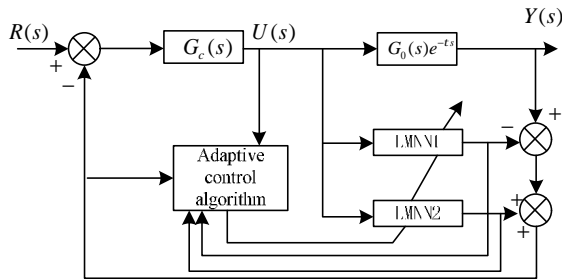 R(s)
+
−
G_c(s)
U(s)
G_0(s)e^{-τs}
Y(s)
+
−
LMNN1
Adaptive
control
algorithm
LMNN2
+
+